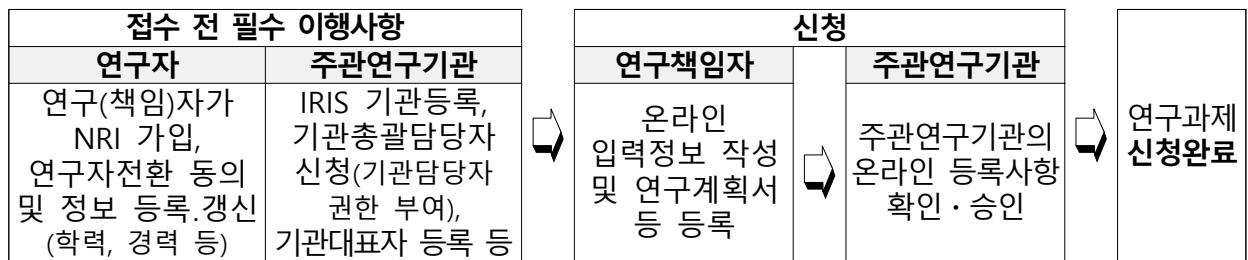 접수 전 필수 이행사항
연구자
주관연구기관
연구(책임)자가
NRI 가입,
연구자전환 동의
및 정보 등록.갱신
(학력, 경력 등)
IRIS 기관등록,
기관총괄담당자
신청(기관담당자
권한 부여),
기관대표자 등록 등
신청
연구책임자
주관연구기관
온라인
입력정보 작성
및 연구계획서
등 등록
주관연구기관의
온라인 등록사항
확인・승인
연구과제
신청완료